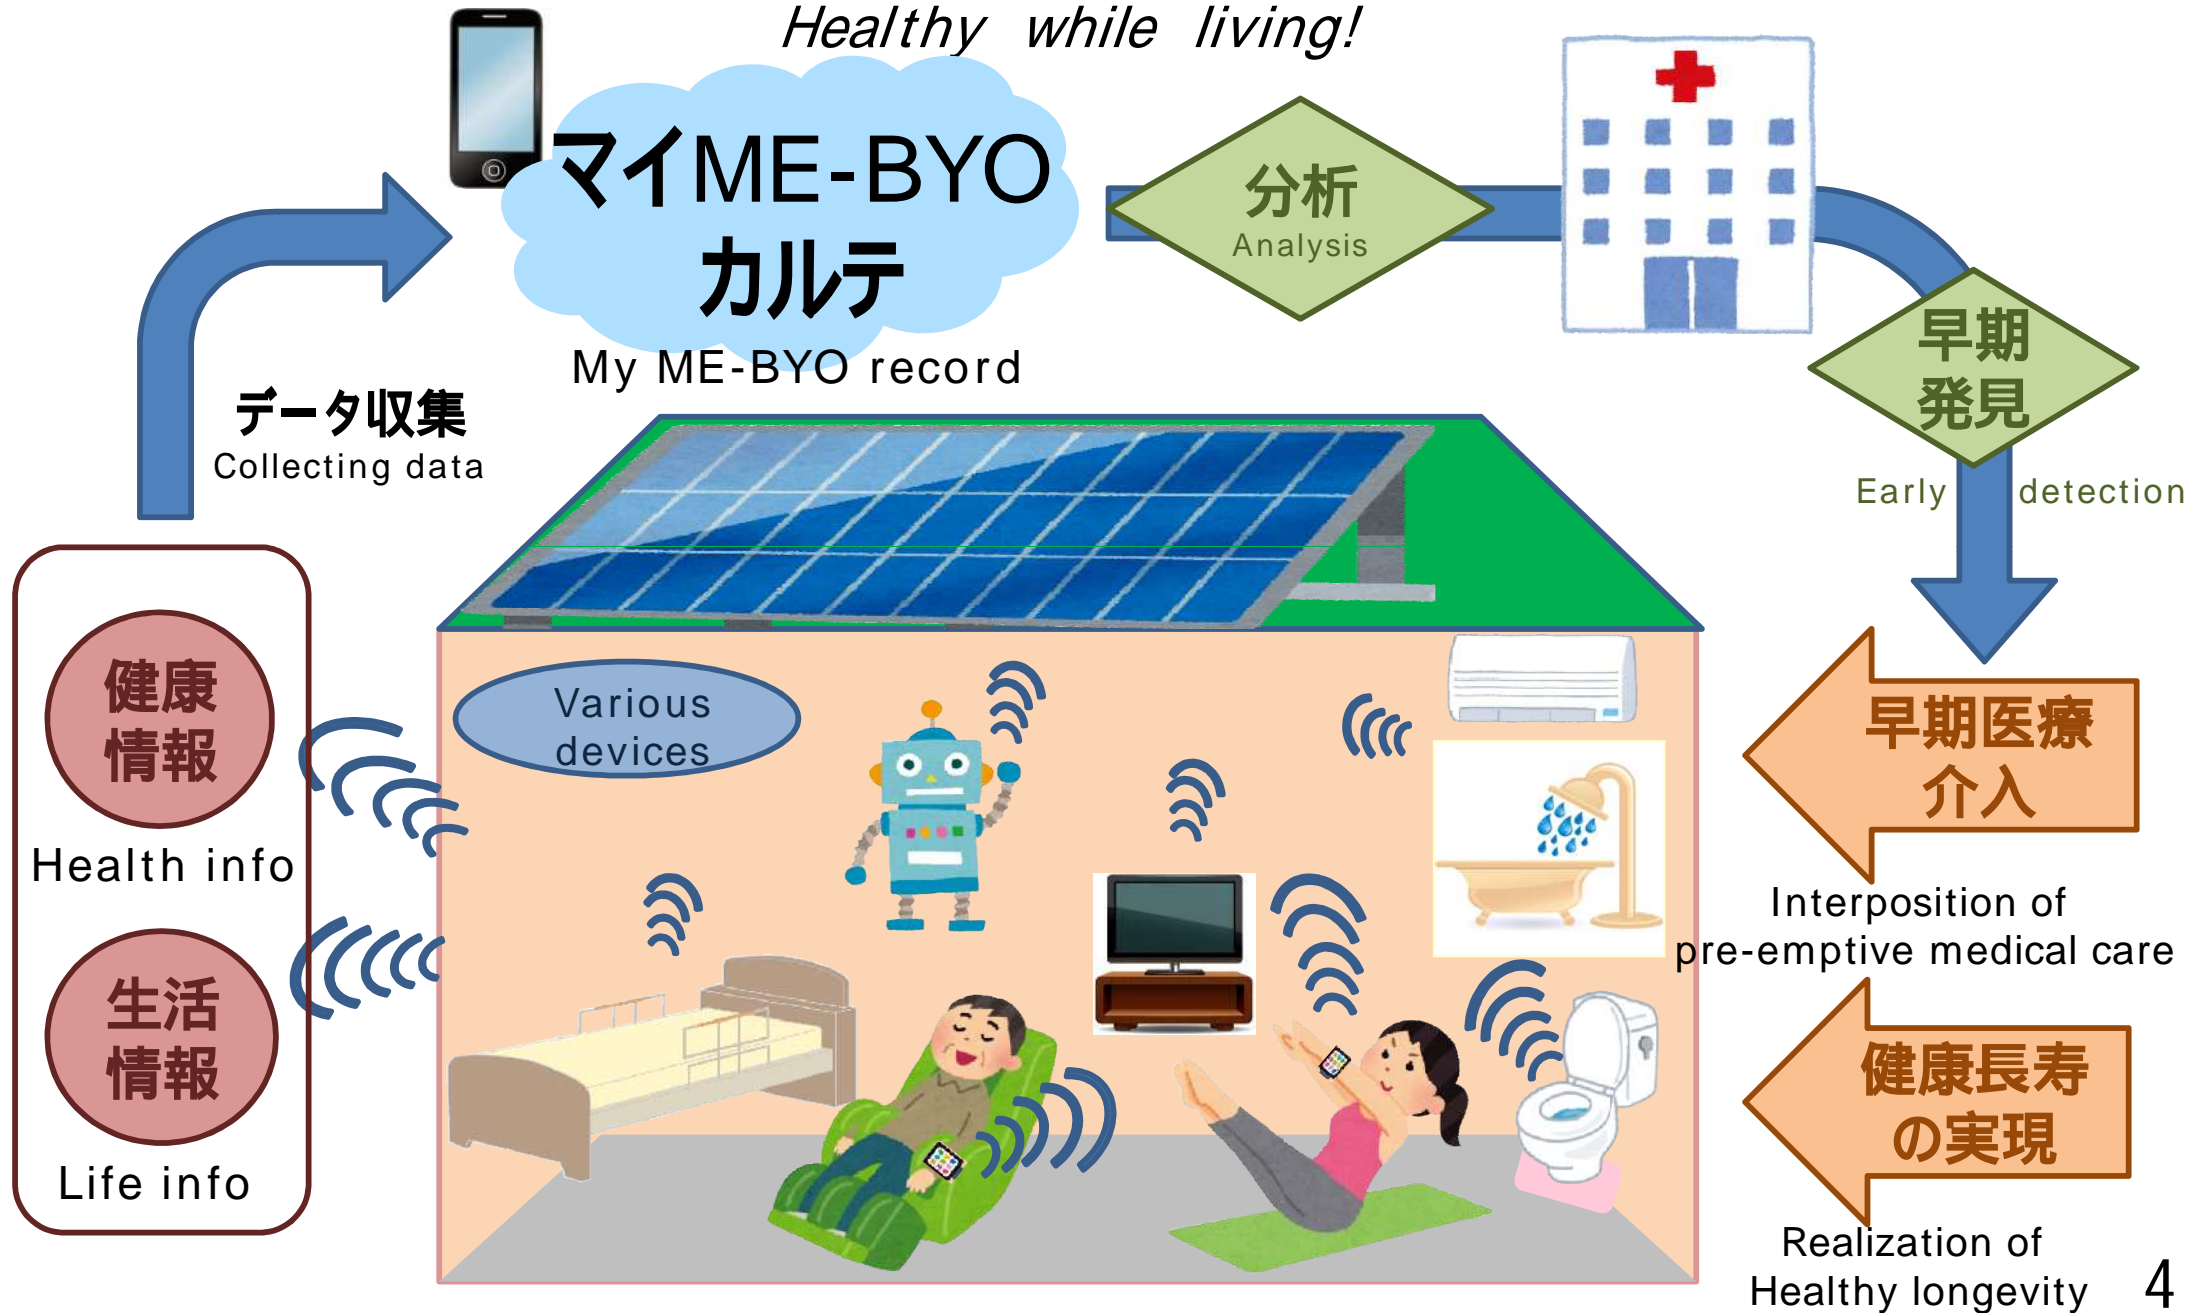 Healthy while living!
マイME-BYO
カルテ
My ME-BYO record
分析
Analysis
早期
発見
Early detection
データ収集
Collecting data
健康
情報
Health info
生活
情報
Life info
Various
devices
早期医療
介入
Interposition of
pre-emptive medical care
健康長寿
の実現
Realization of
Healthy longevity
4